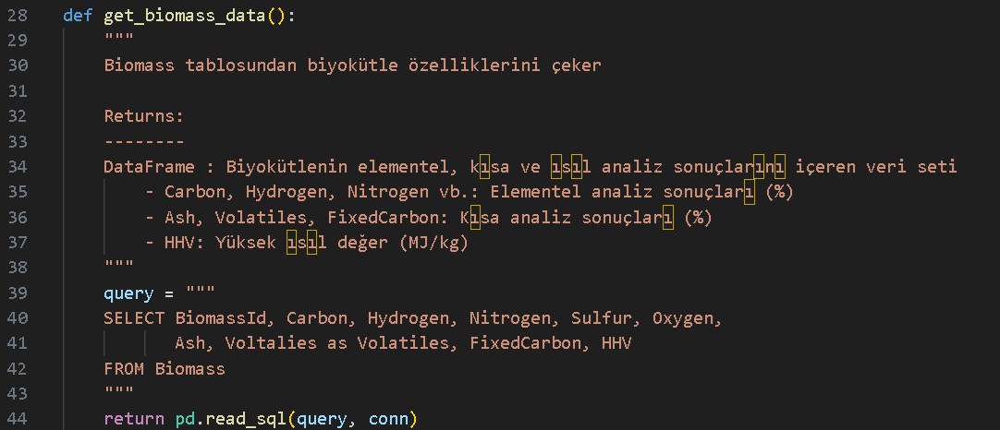 28 def get_biomass_data():
29     """
30     Biomass tablosundan biyokütle özelliklerini çeker
31
32     Returns:
33     --------
34     DataFrame : Biyokütlenin elementel, kısa ve ısıl analiz sonuçlarını içeren veri seti
35         - Carbon, Hydrogen, Nitrogen vb.: Elementel analiz sonuçları (%)
36         - Ash, Volatiles, FixedCarbon: Kısa analiz sonuçları (%)
37         - HHV: Yüksek ısıl değer (MJ/kg)
38     """
39     query = """
40     SELECT BiomassId, Carbon, Hydrogen, Nitrogen, Sulfur, Oxygen,
41            Ash, Voltalies as Volatiles, FixedCarbon, HHV
42     FROM Biomass
43     """
44     return pd.read_sql(query, conn)